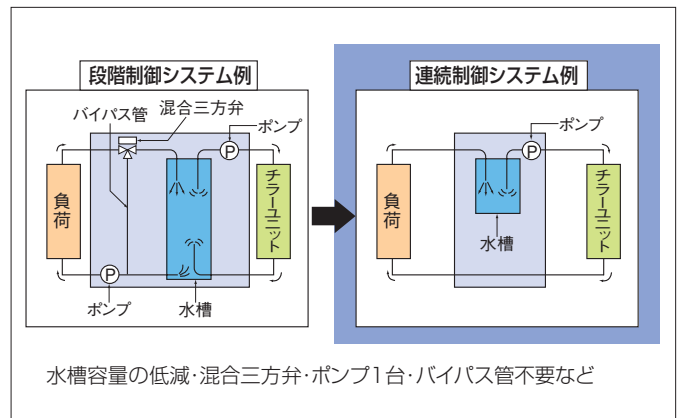 段階制御システム例
バイパス管
混合三方弁
ポンプ
P
負荷
チラーユニット
P
ポンプ
水槽
連続制御システム例
ポンプ
P
負荷
チラーユニット
水槽
水槽容量の低減・混合三方弁・ポンプ1台・バイパス管不要など